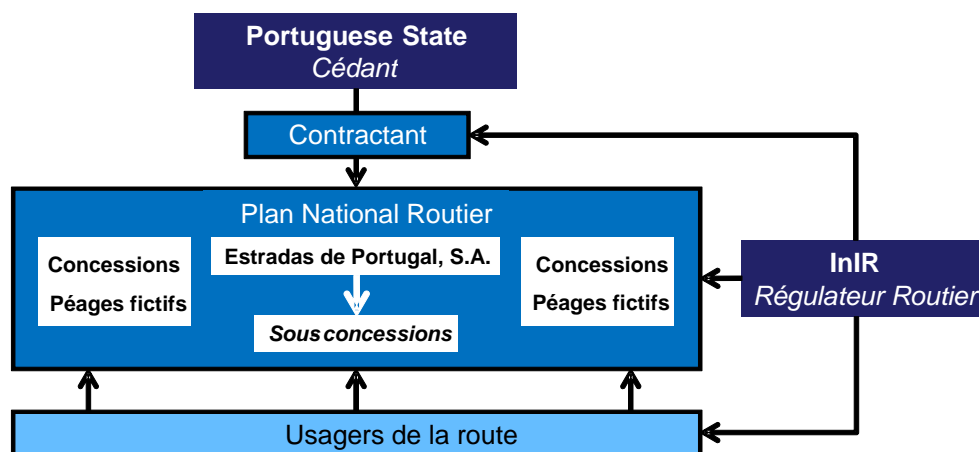 Portuguese State
Cédant
Contractant
Plan National Routier
Concessions
Péages fictifs
Estradas de Portugal, S.A.
Sous concessions
Concessions
Péages fictifs
InIR
Régulateur Routier
Usagers de la route